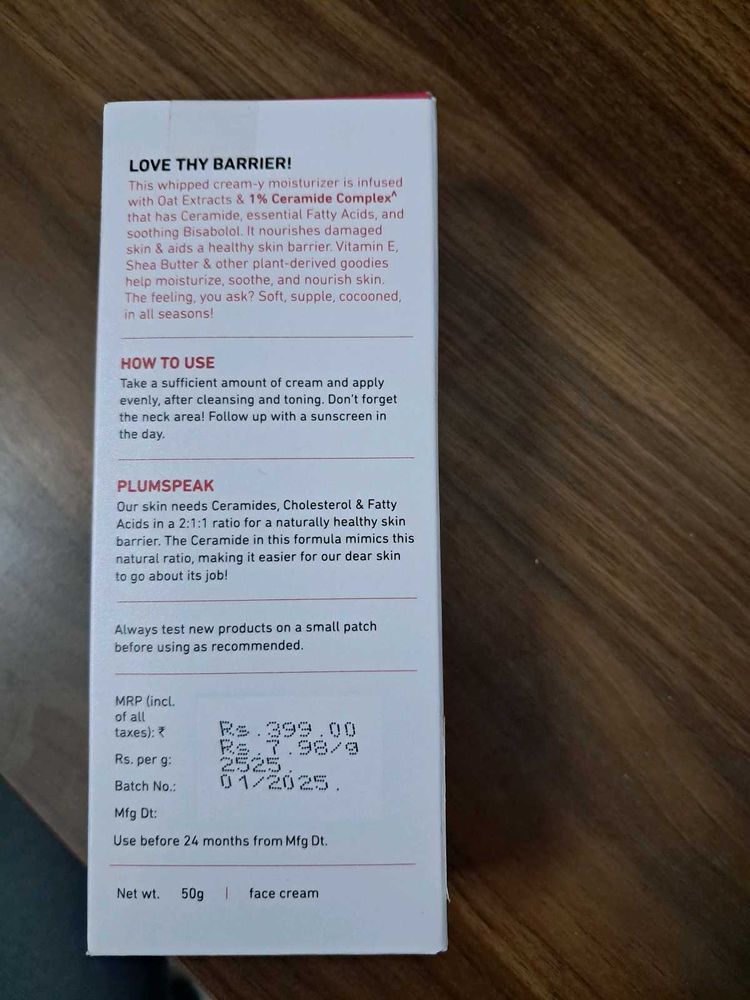 LOVE THY BARRIER!
This whipped cream-y moisturizer is infused
with Oat Extracts & 1% Ceramide Complex^
that has Ceramide, essential Fatty Acids, and
soothing Bisabolol. It nourishes damaged
skin & aids a healthy skin barrier. Vitamin E,
Shea Butter & other plant-derived goodies
help moisturize, soothe, and nourish skin.
The feeling, you ask? Soft, supple, cocooned,
in all seasons!
HOW TO USE
Take a sufficient amount of cream and apply
evenly, after cleansing and toning. Don't forget
the neck area! Follow up with a sunscreen in
the day.
PLUMSPEAK
Our skin needs Ceramides, Cholesterol & Fatty
Acids in a 2:1:1 ratio for a naturally healthy skin
barrier. The Ceramide in this formula mimics this
natural ratio, making it easier for our dear skin
to go about its job!
Always test new products on a small patch
before using as recommended.
MRP (incl.
of all
taxes): ₹
Rs.399.00
Rs.7.98/g
Rs. per g:
2525.
Batch No.:
01/2025.
Mfg Dt:
Use before 24 months from Mfg Dt.
Net wt. 50g | face cream